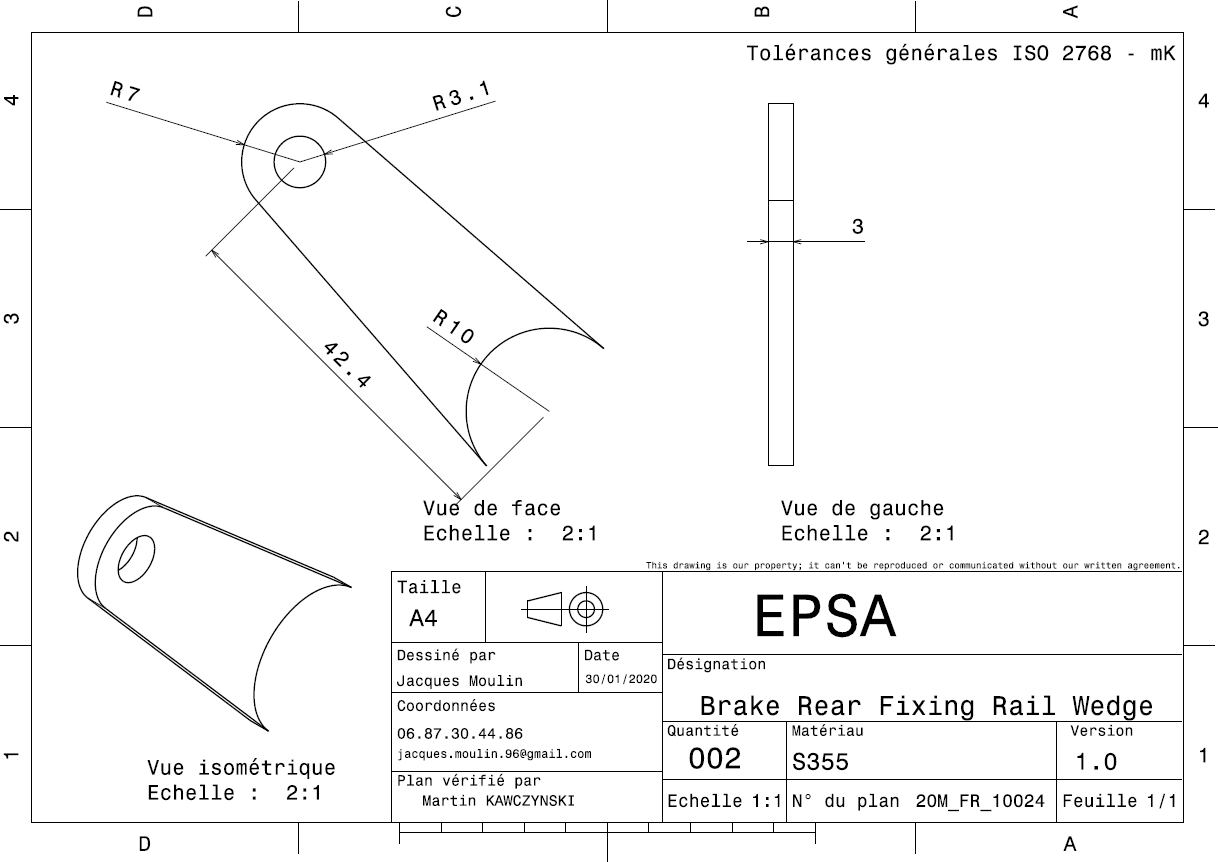 D C B A
Tolérances générales ISO 2768 - mK
4 4
R7
R3.1
3
3 3
R10
42.4
Vue de face
Echelle : 2:1
Vue de gauche
Echelle : 2:1
2 2
This drawing is our property; it can't be reproduced or communicated without our written agreement.
Taille
A4
EPSA
Dessiné par
Jacques Moulin
Date
30/01/2020
Désignation
Brake Rear Fixing Rail Wedge
Coordonnées
06.87.30.44.86
jacques.moulin.96@gmail.com
Quantité
002
Matériau
S355
Version
1.0
1 1
Plan vérifié par
Martin KAWCZYNSKI
Echelle 1:1
N° du plan 20M_FR_10024
Feuille 1/1
Vue isométrique
Echelle : 2:1
D A